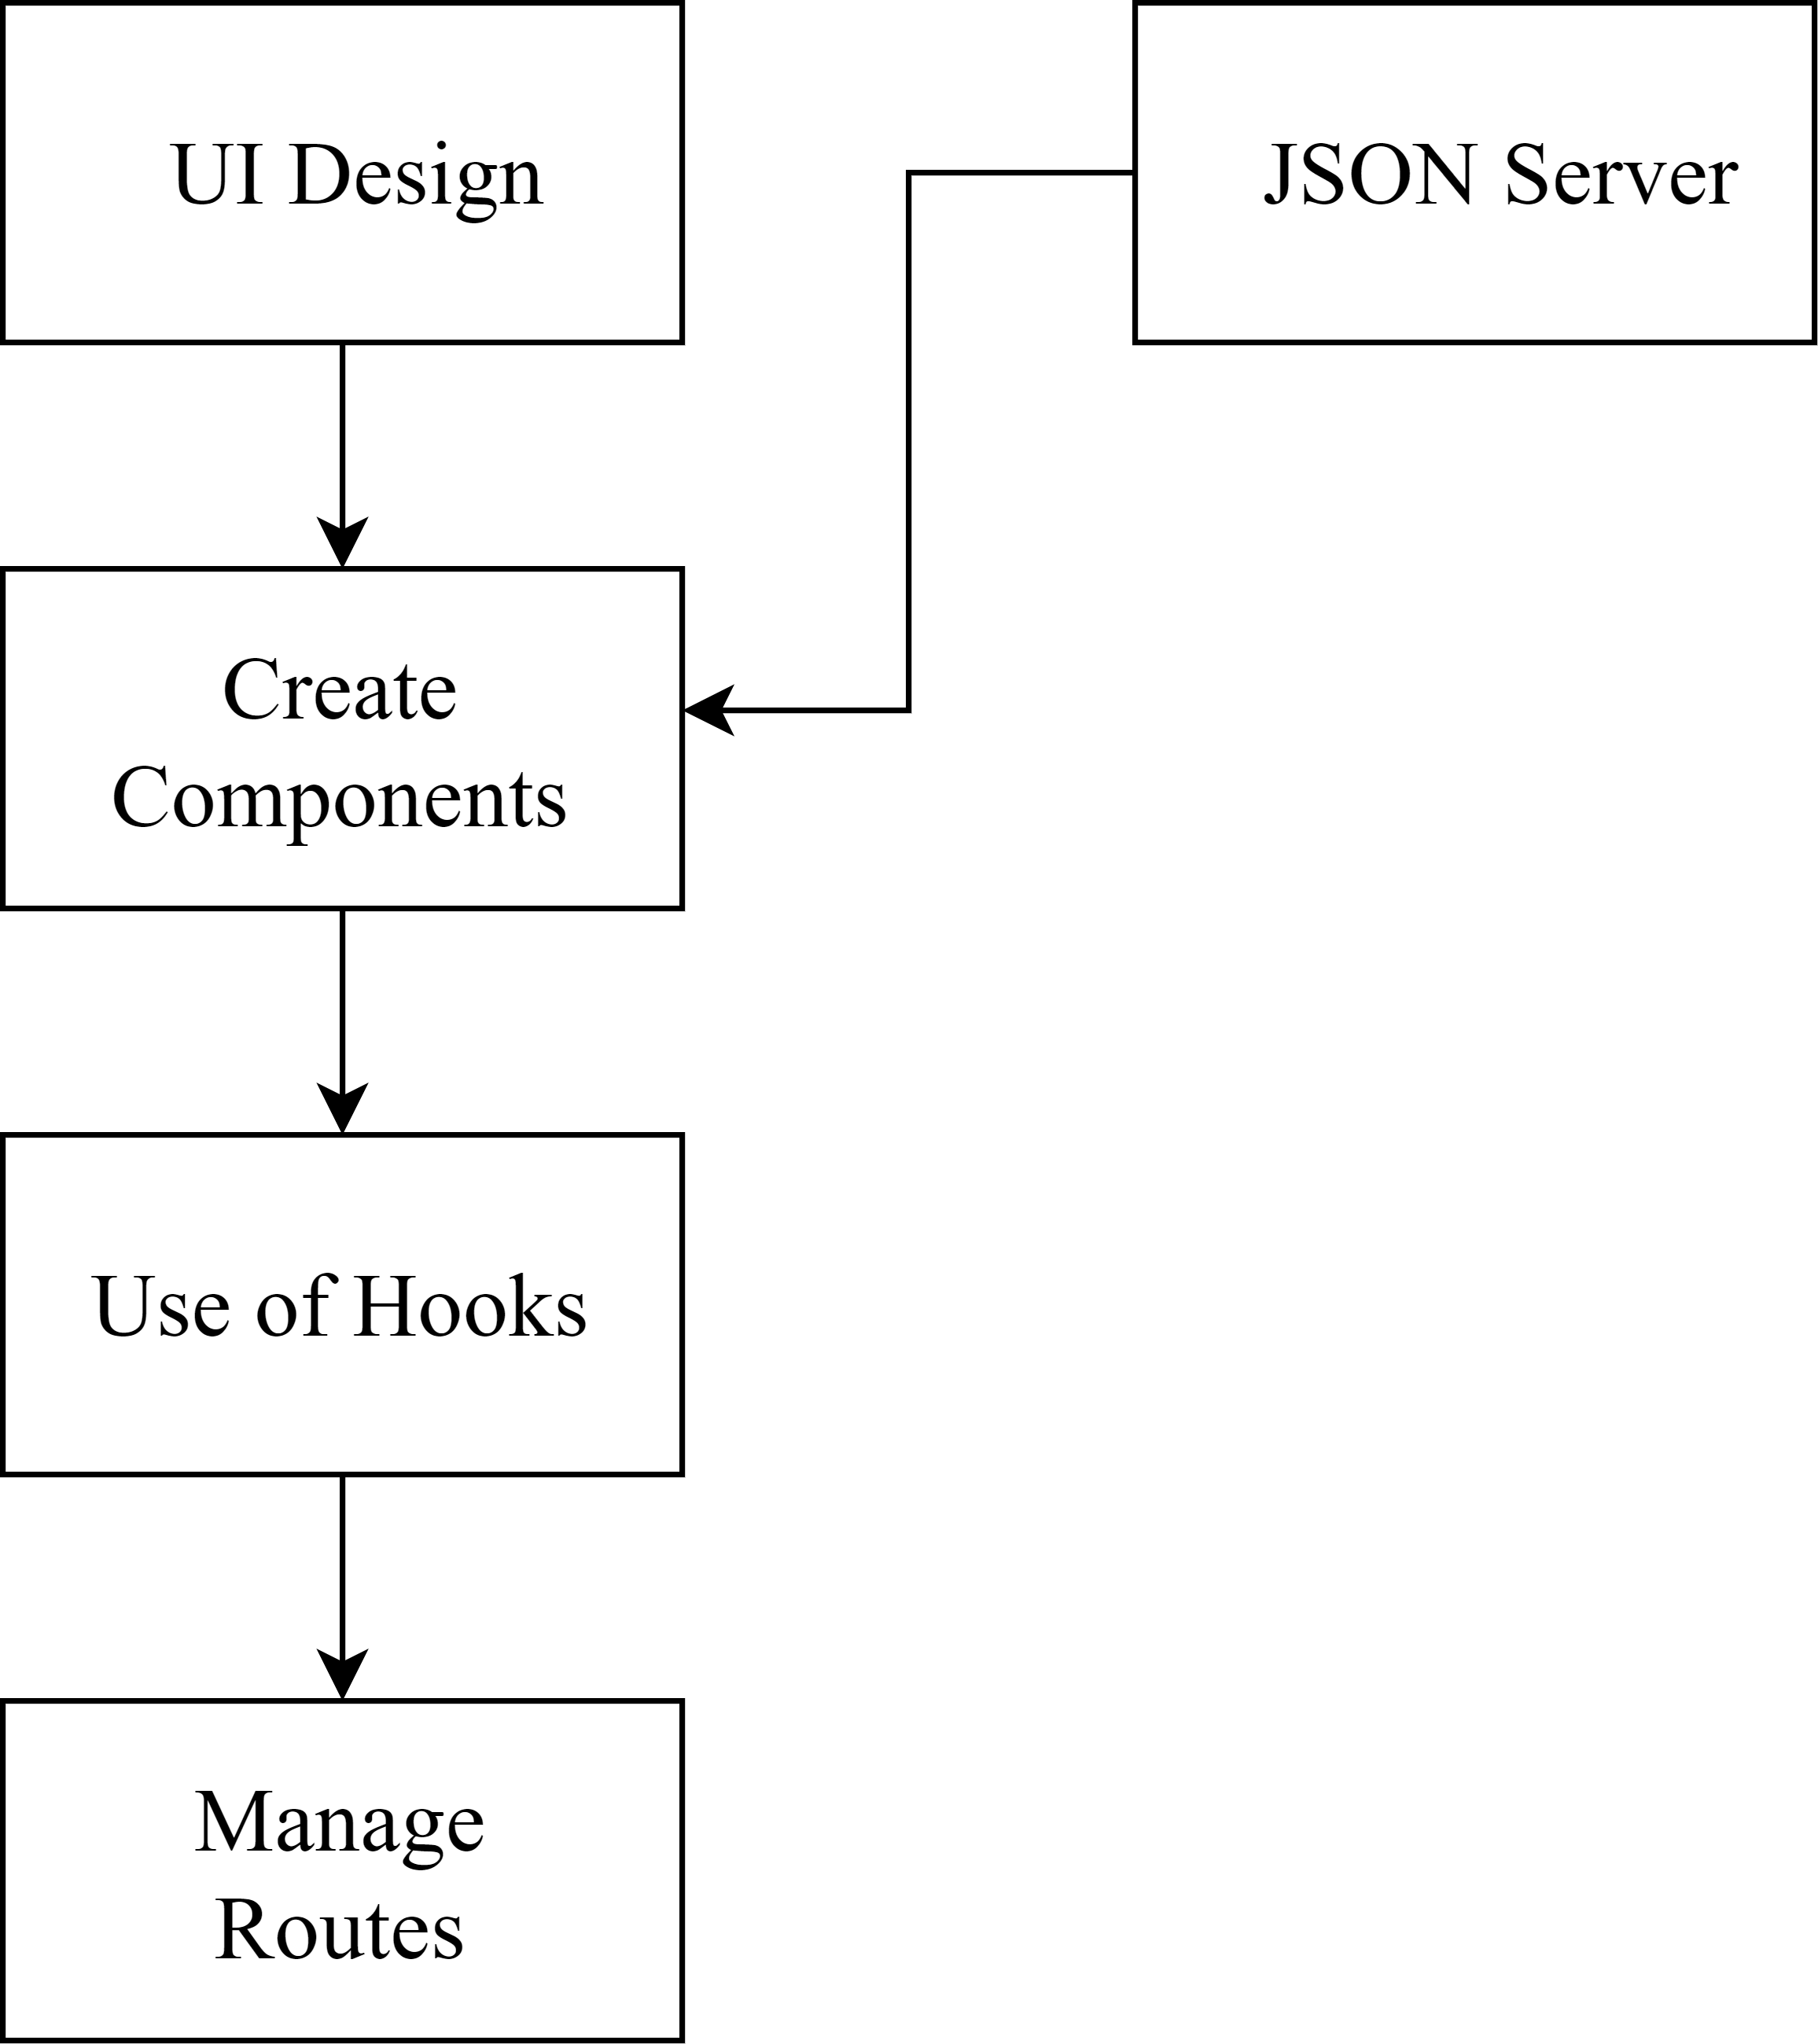 UI Design
JSON Server
Create
Components
Use of Hooks
Manage
Routes